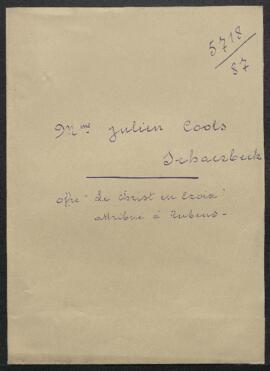 5718/87
Mme Julien Cools
Schaerbeek
offre "Le Christ en Croix"
attribué à Rubens -